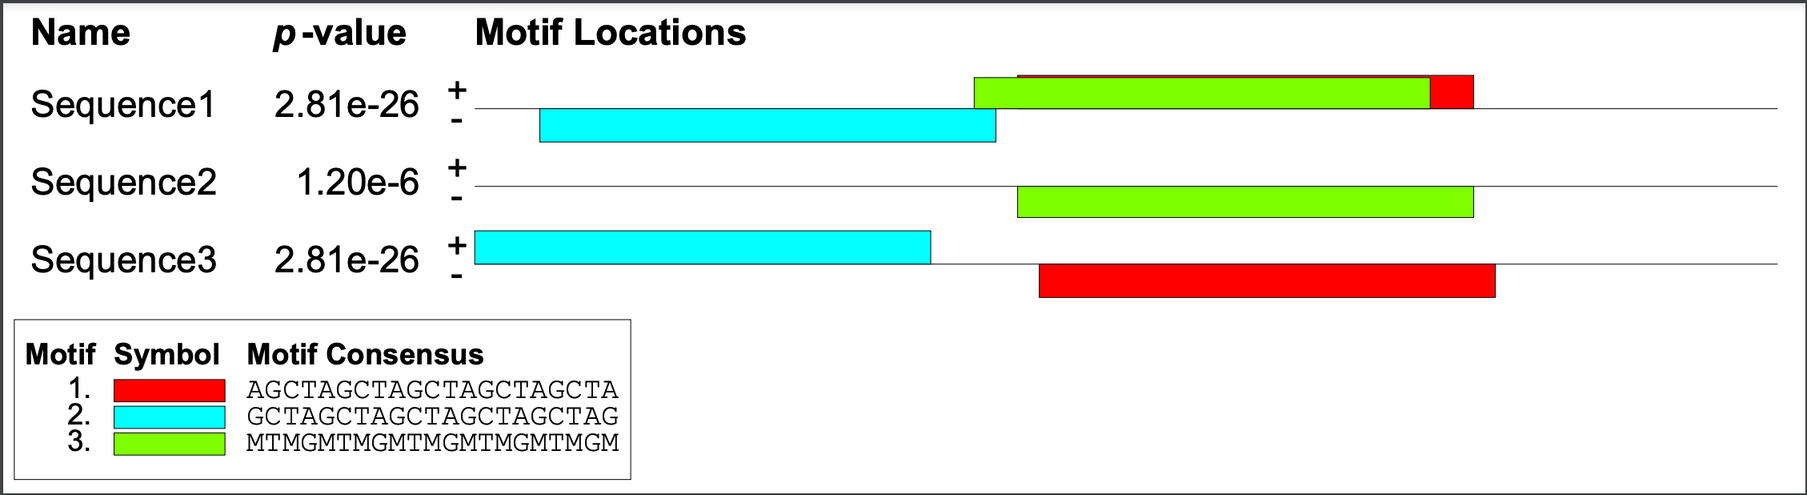 Name p-value Motif Locations
Sequence1 2.81e-26 + -
Sequence2 1.20e-6 + -
Sequence3 2.81e-26 + -
Motif Symbol Motif Consensus
1. AGCTAGCTAGCTAGCTAGCTA
2. GCTAGCTAGCTAGCTAGCTAG
3. MTMGMTMGMTMGMTMGMTMGM